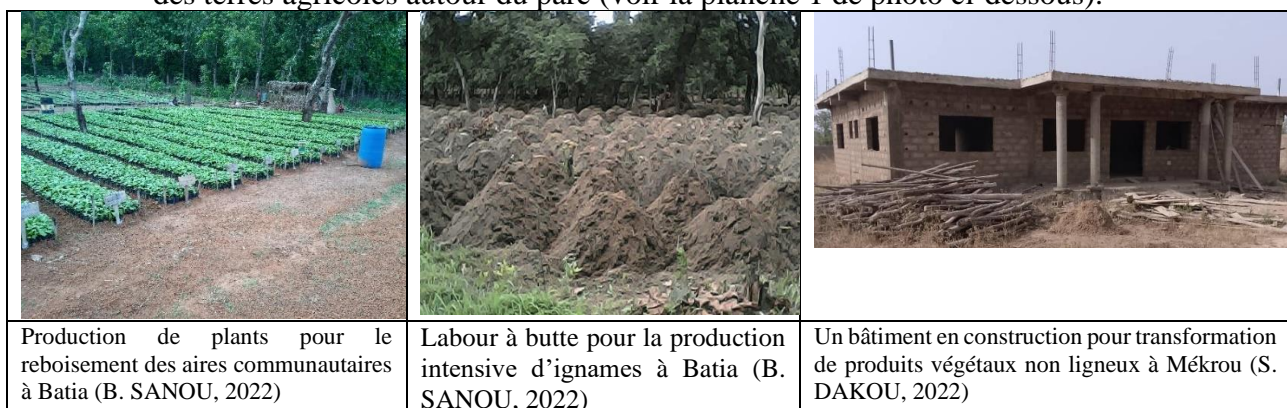 des terres agricoles autour du parc (voir la planche 1 de photo ci-dessous).
Production de plants pour le
reboisement des aires communautaires
à Batia (B. SANOU, 2022)
Labour à butte pour la production
intensive d'ignames à Batia (B.
SANOU, 2022)
Un bâtiment en construction pour transformation
de produits végétaux non ligneux à Mékrou (S.
DAKOU, 2022)